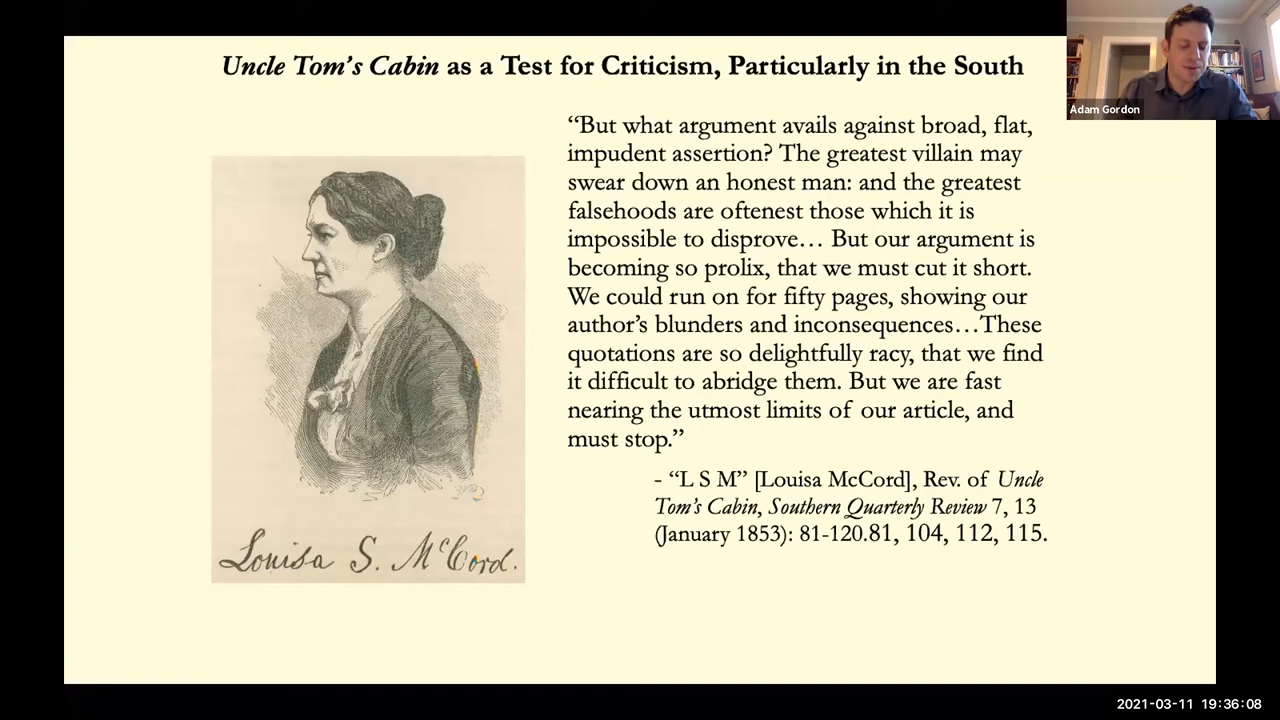 Uncle Tom's Cabin as a Test for Criticism, Particularly in the South
Adam Gordon
“But what argument avails against broad, flat,
impudent assertion? The greatest villain may
swear down an honest man: and the greatest
falsehoods are oftenest those which it is
impossible to disprove… But our argument is
becoming so prolix, that we must cut it short.
We could run on for fifty pages, showing our
author’s blunders and inconsequences…These
quotations are so delightfully racy, that we find
it difficult to abridge them. But we are fast
nearing the utmost limits of our article, and
must stop.”
- “L S M” [Louisa McCord], Rev. of Uncle
Tom’s Cabin, Southern Quarterly Review 7, 13
(January 1853): 81-120.81, 104, 112, 115.
Louisa S. McCord.
2021-03-11 19:36:08